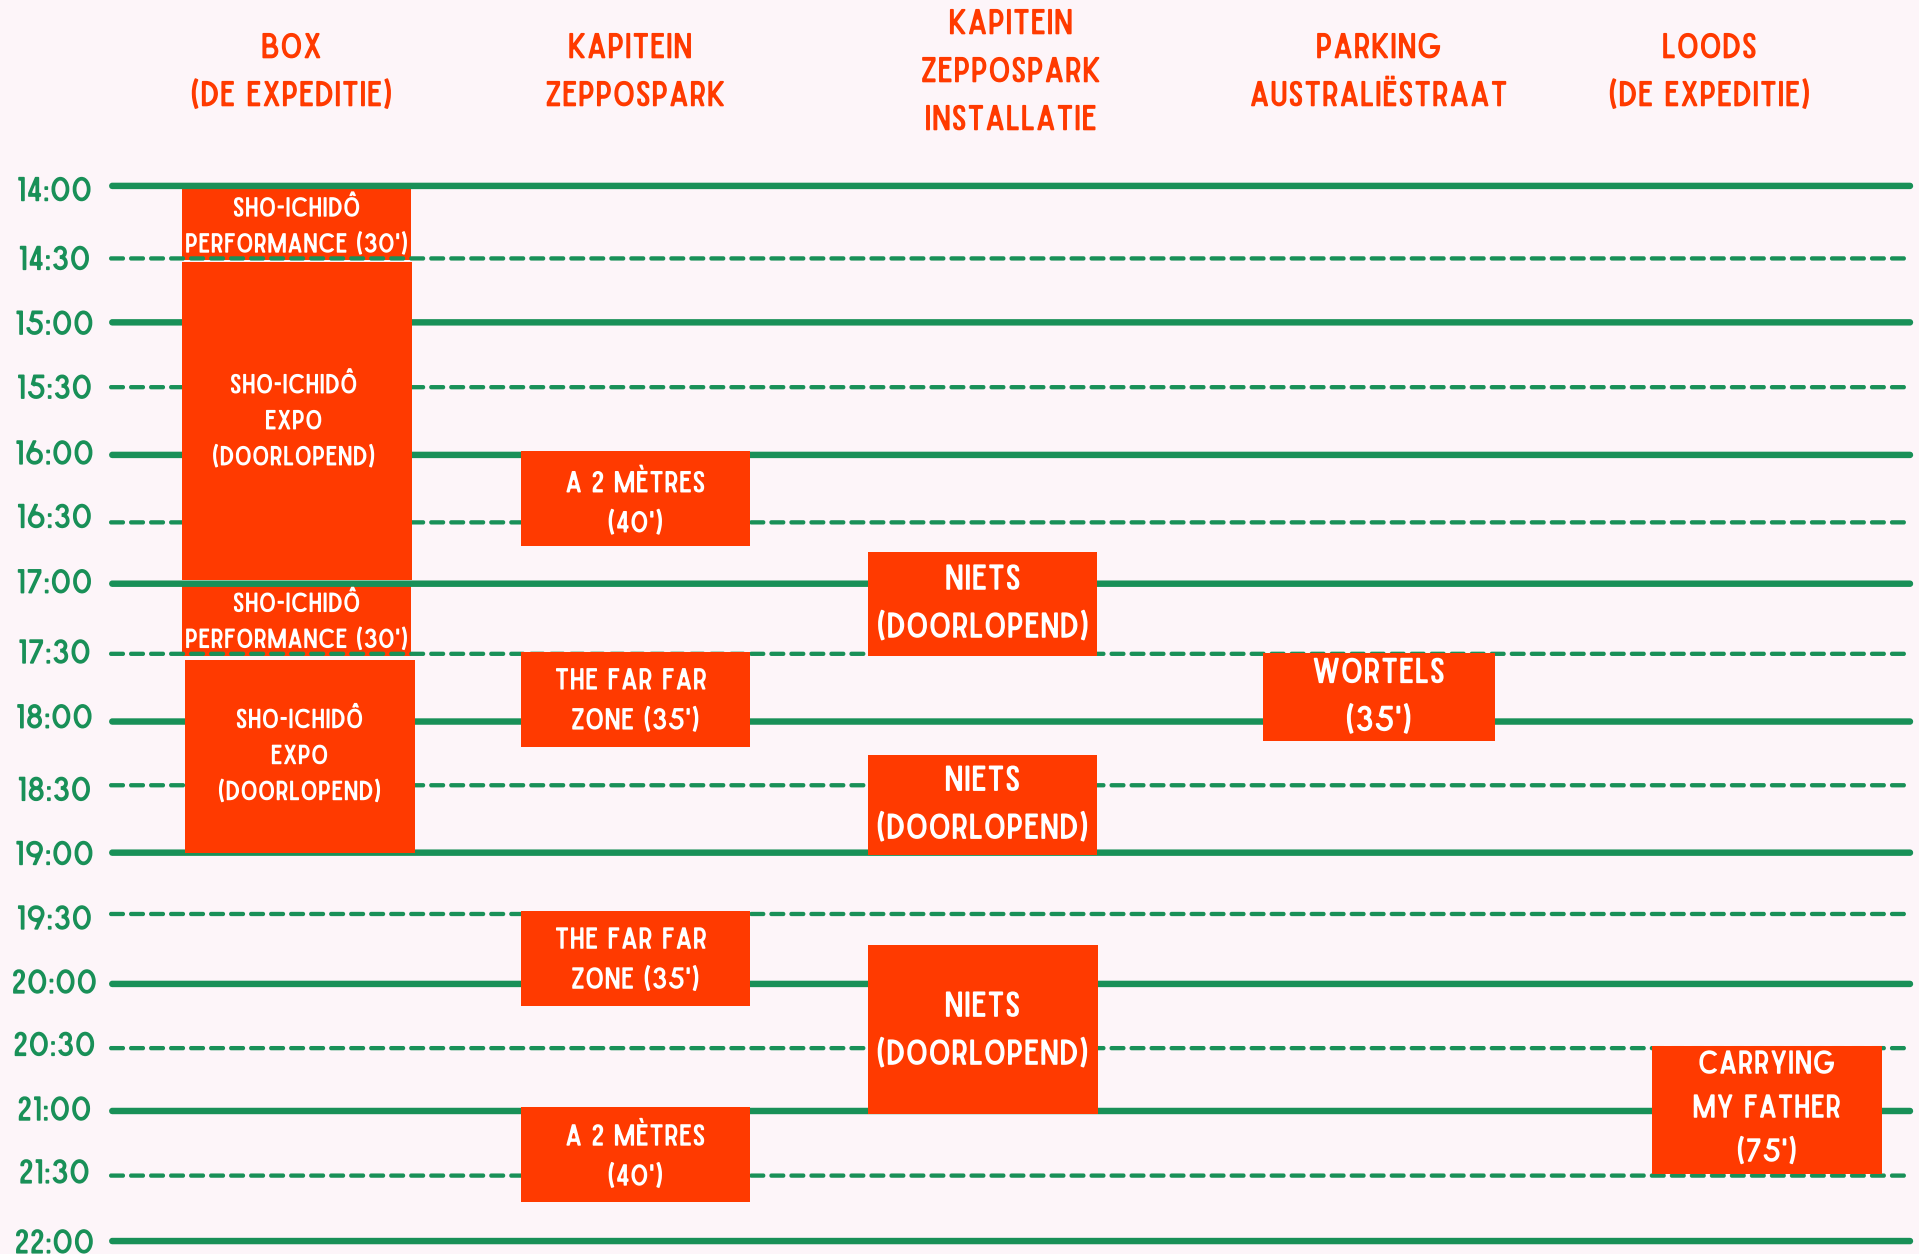 BOX
(DE EXPEDITIE)
KAPITEIN
ZEPPOSPARK
KAPITEIN
ZEPPOSPARK
INSTALLATIE
PARKING
AUSTRALIËSTRAAT
LOODS
(DE EXPEDITIE)
14:00
SHO-ICHIDÔ
PERFORMANCE (30')
14:30
15:00
SHO-ICHIDÔ
EXPO
(DOORLOPEND)
15:30
16:00
A 2 MÈTRES
(40')
16:30
NIETS
(DOORLOPEND)
17:00
SHO-ICHIDÔ
PERFORMANCE (30')
17:30
THE FAR FAR
ZONE (35')
WORTELS
(35')
SHO-ICHIDÔ
EXPO
(DOORLOPEND)
18:00
NIETS
(DOORLOPEND)
18:30
19:00
19:30
THE FAR FAR
ZONE (35')
20:00
NIETS
(DOORLOPEND)
20:30
CARRYING
MY FATHER
(75')
21:00
A 2 MÈTRES
(40')
21:30
22:00